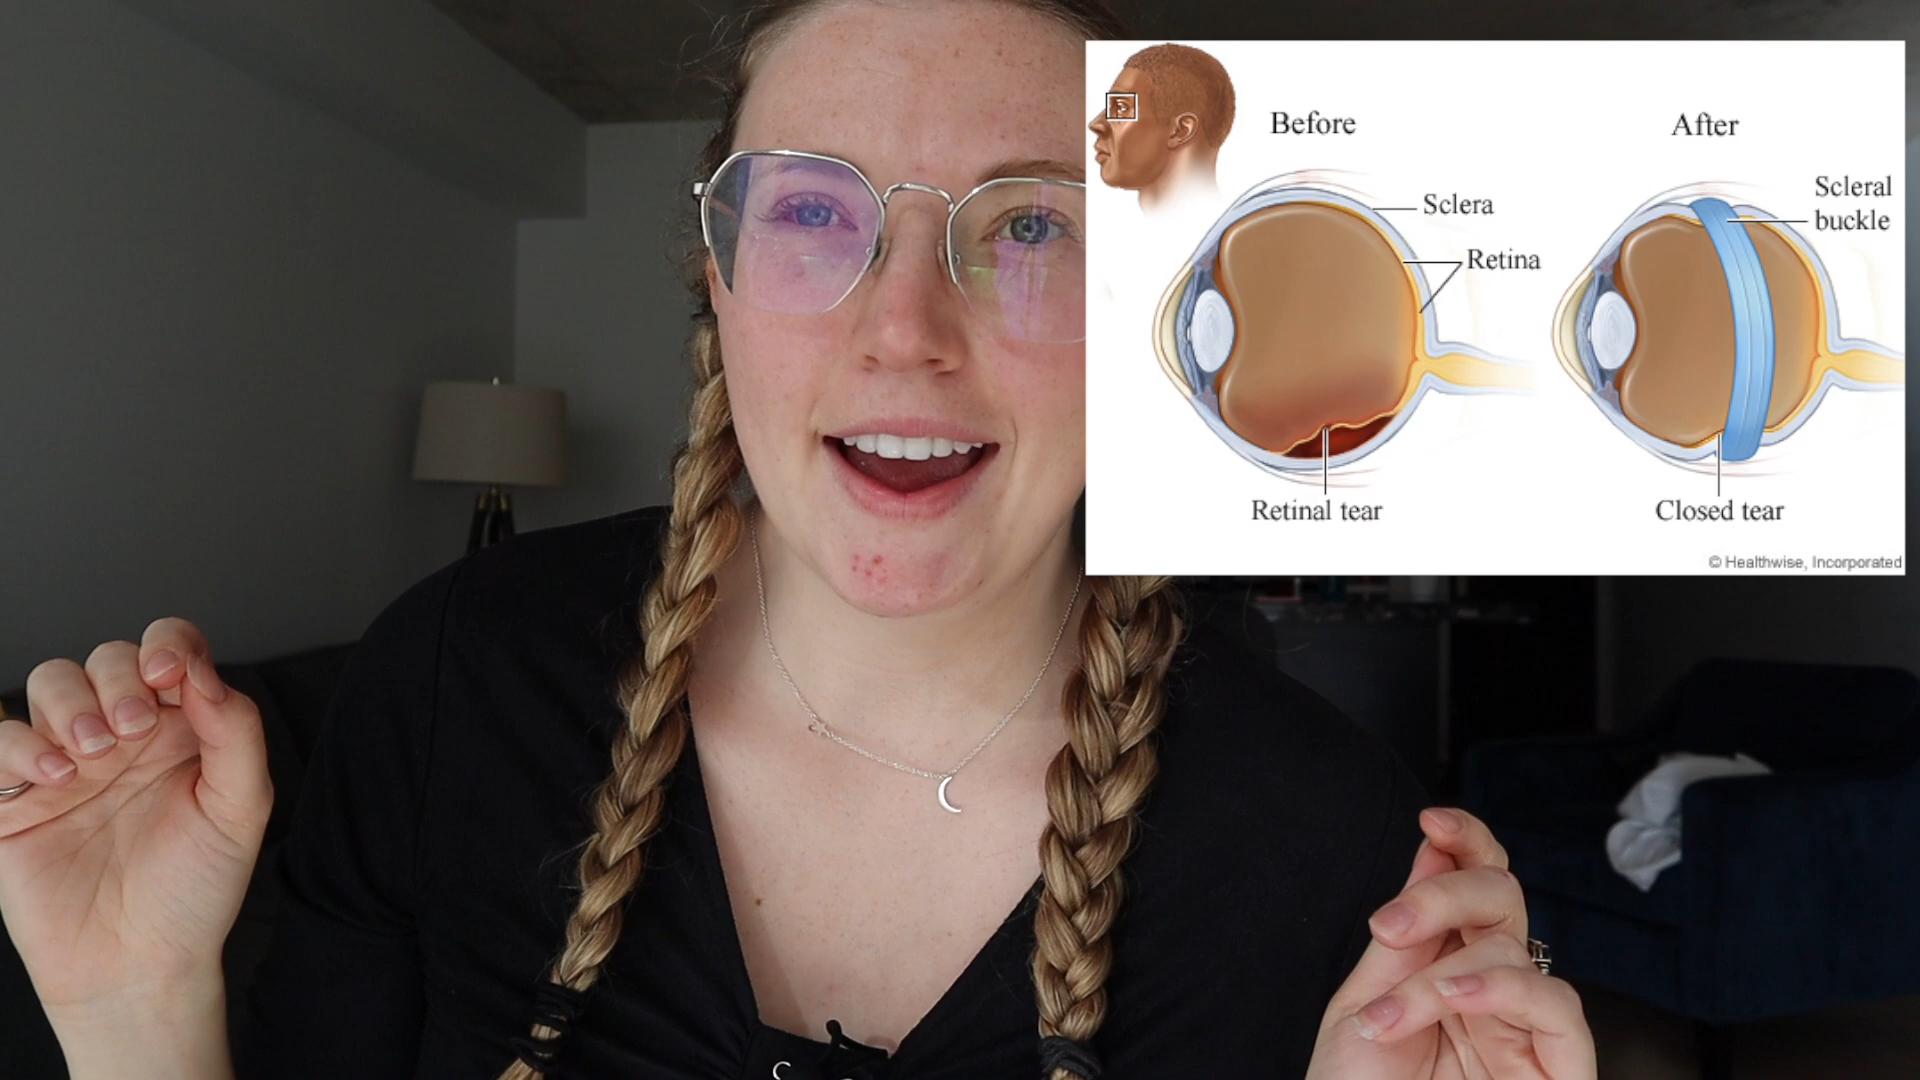 Before
After
Scleral
buckle
Sclera
Retina
Retinal tear
Closed tear
© Healthwise, Incorporated